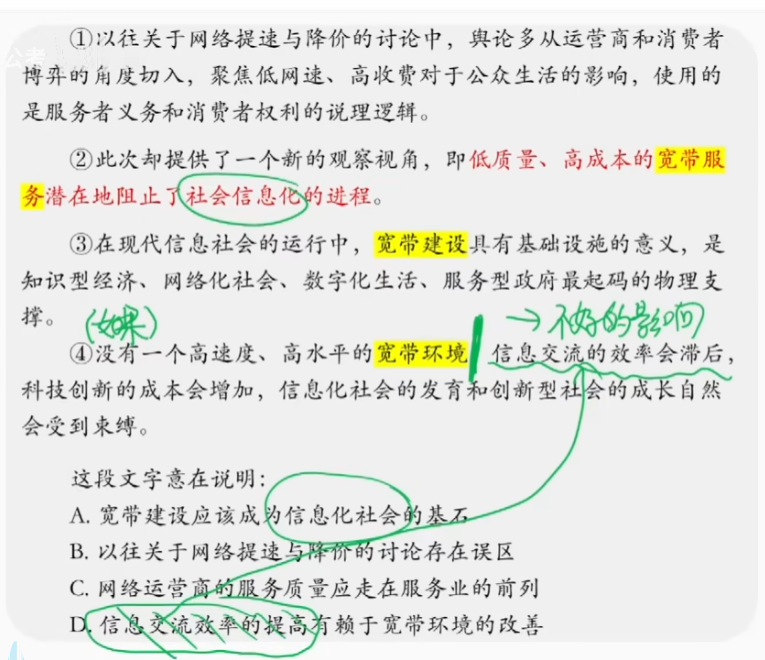 公考
①以往关于网络提速与降价的讨论中，舆论多从运营商和消费者
博弈的角度切入，聚焦低网速、高收费对于公众生活的影响，使用的
是服务者义务和消费者权利的说理逻辑。
②此次却提供了一个新的观察视角，即低质量、高成本的宽带服
务潜在地阻止了社会信息化的进程。
③在现代信息社会的运行中，宽带建设具有基础设施的意义，是
知识型经济、网络化社会、数字化生活、服务型政府最起码的物理支
撑。
(如果)
→不好的影响
④没有一个高速度、高水平的宽带环境 信息交流的效率会滞后，
科技创新的成本会增加，信息化社会的发育和创新型社会的成长自然
会受到束缚。
这段文字意在说明：
A. 宽带建设应该成为信息化社会的基石
B. 以往关于网络提速与降价的讨论存在误区
C. 网络运营商的服务质量应走在服务业的前列
D. 信息交流效率的提高有赖于宽带环境的改善